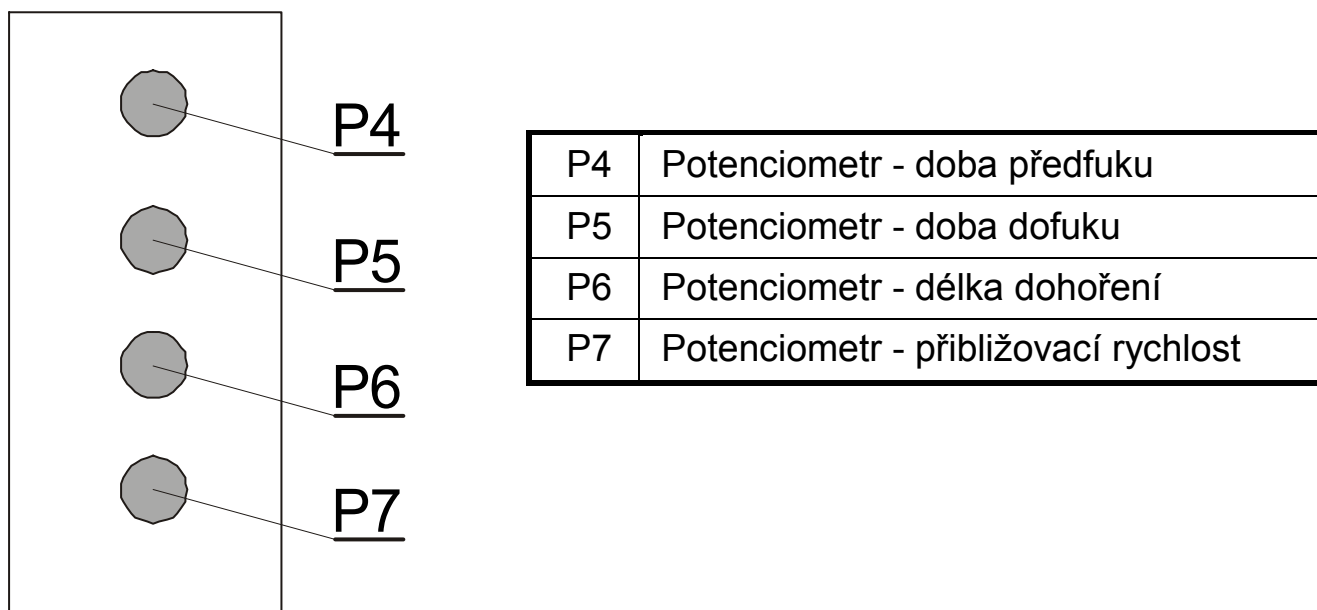 P4
P5
P6
P7
P4 Potenciometr - doba předfuku
P5 Potenciometr - doba dofuku
P6 Potenciometr - délka dohoření
P7 Potenciometr - přibližovací rychlost